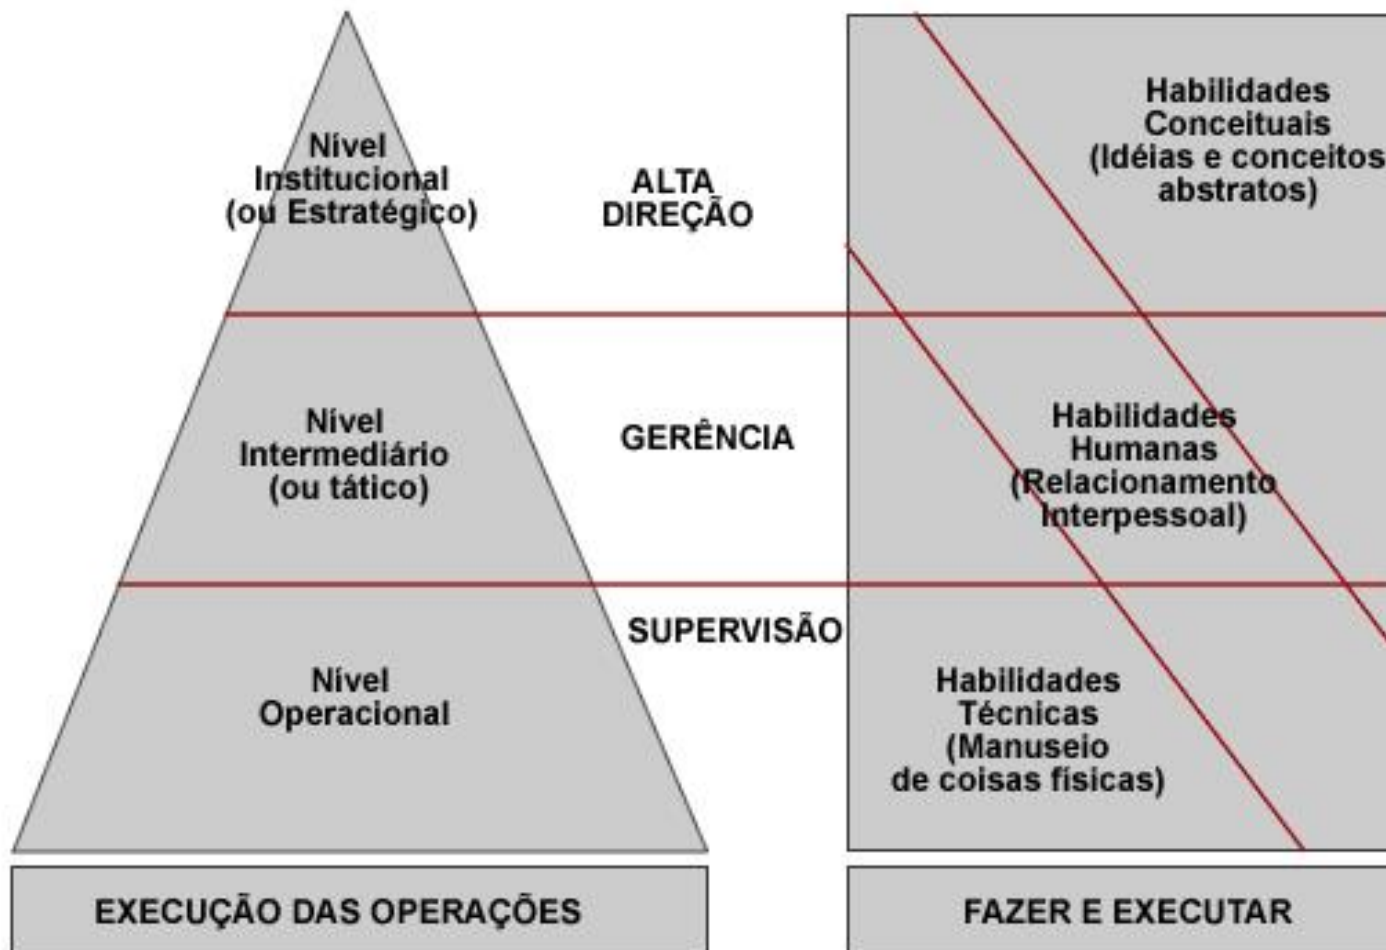 Nível
Institucional
(ou Estratégico)
ALTA
DIREÇÃO
Habilidades
Conceituais
(Idéias e conceitos
abstratos)
Nível
Intermediário
(ou tático)
GERÊNCIA
Habilidades
Humanas
(Relacionamento
Interpessoal)
SUPERVISÃO
Nível
Operacional
Habilidades
Técnicas
(Manuseio
de coisas físicas)
EXECUÇÃO DAS OPERAÇÕES
FAZER E EXECUTAR